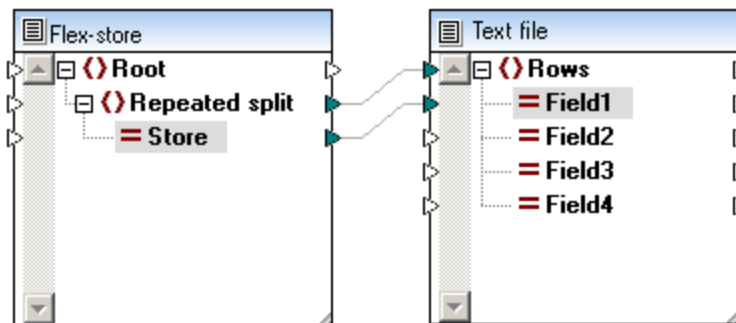 Flex-store
Root
Repeated split
Store
Text file
Rows
Field1
Field2
Field3
Field4